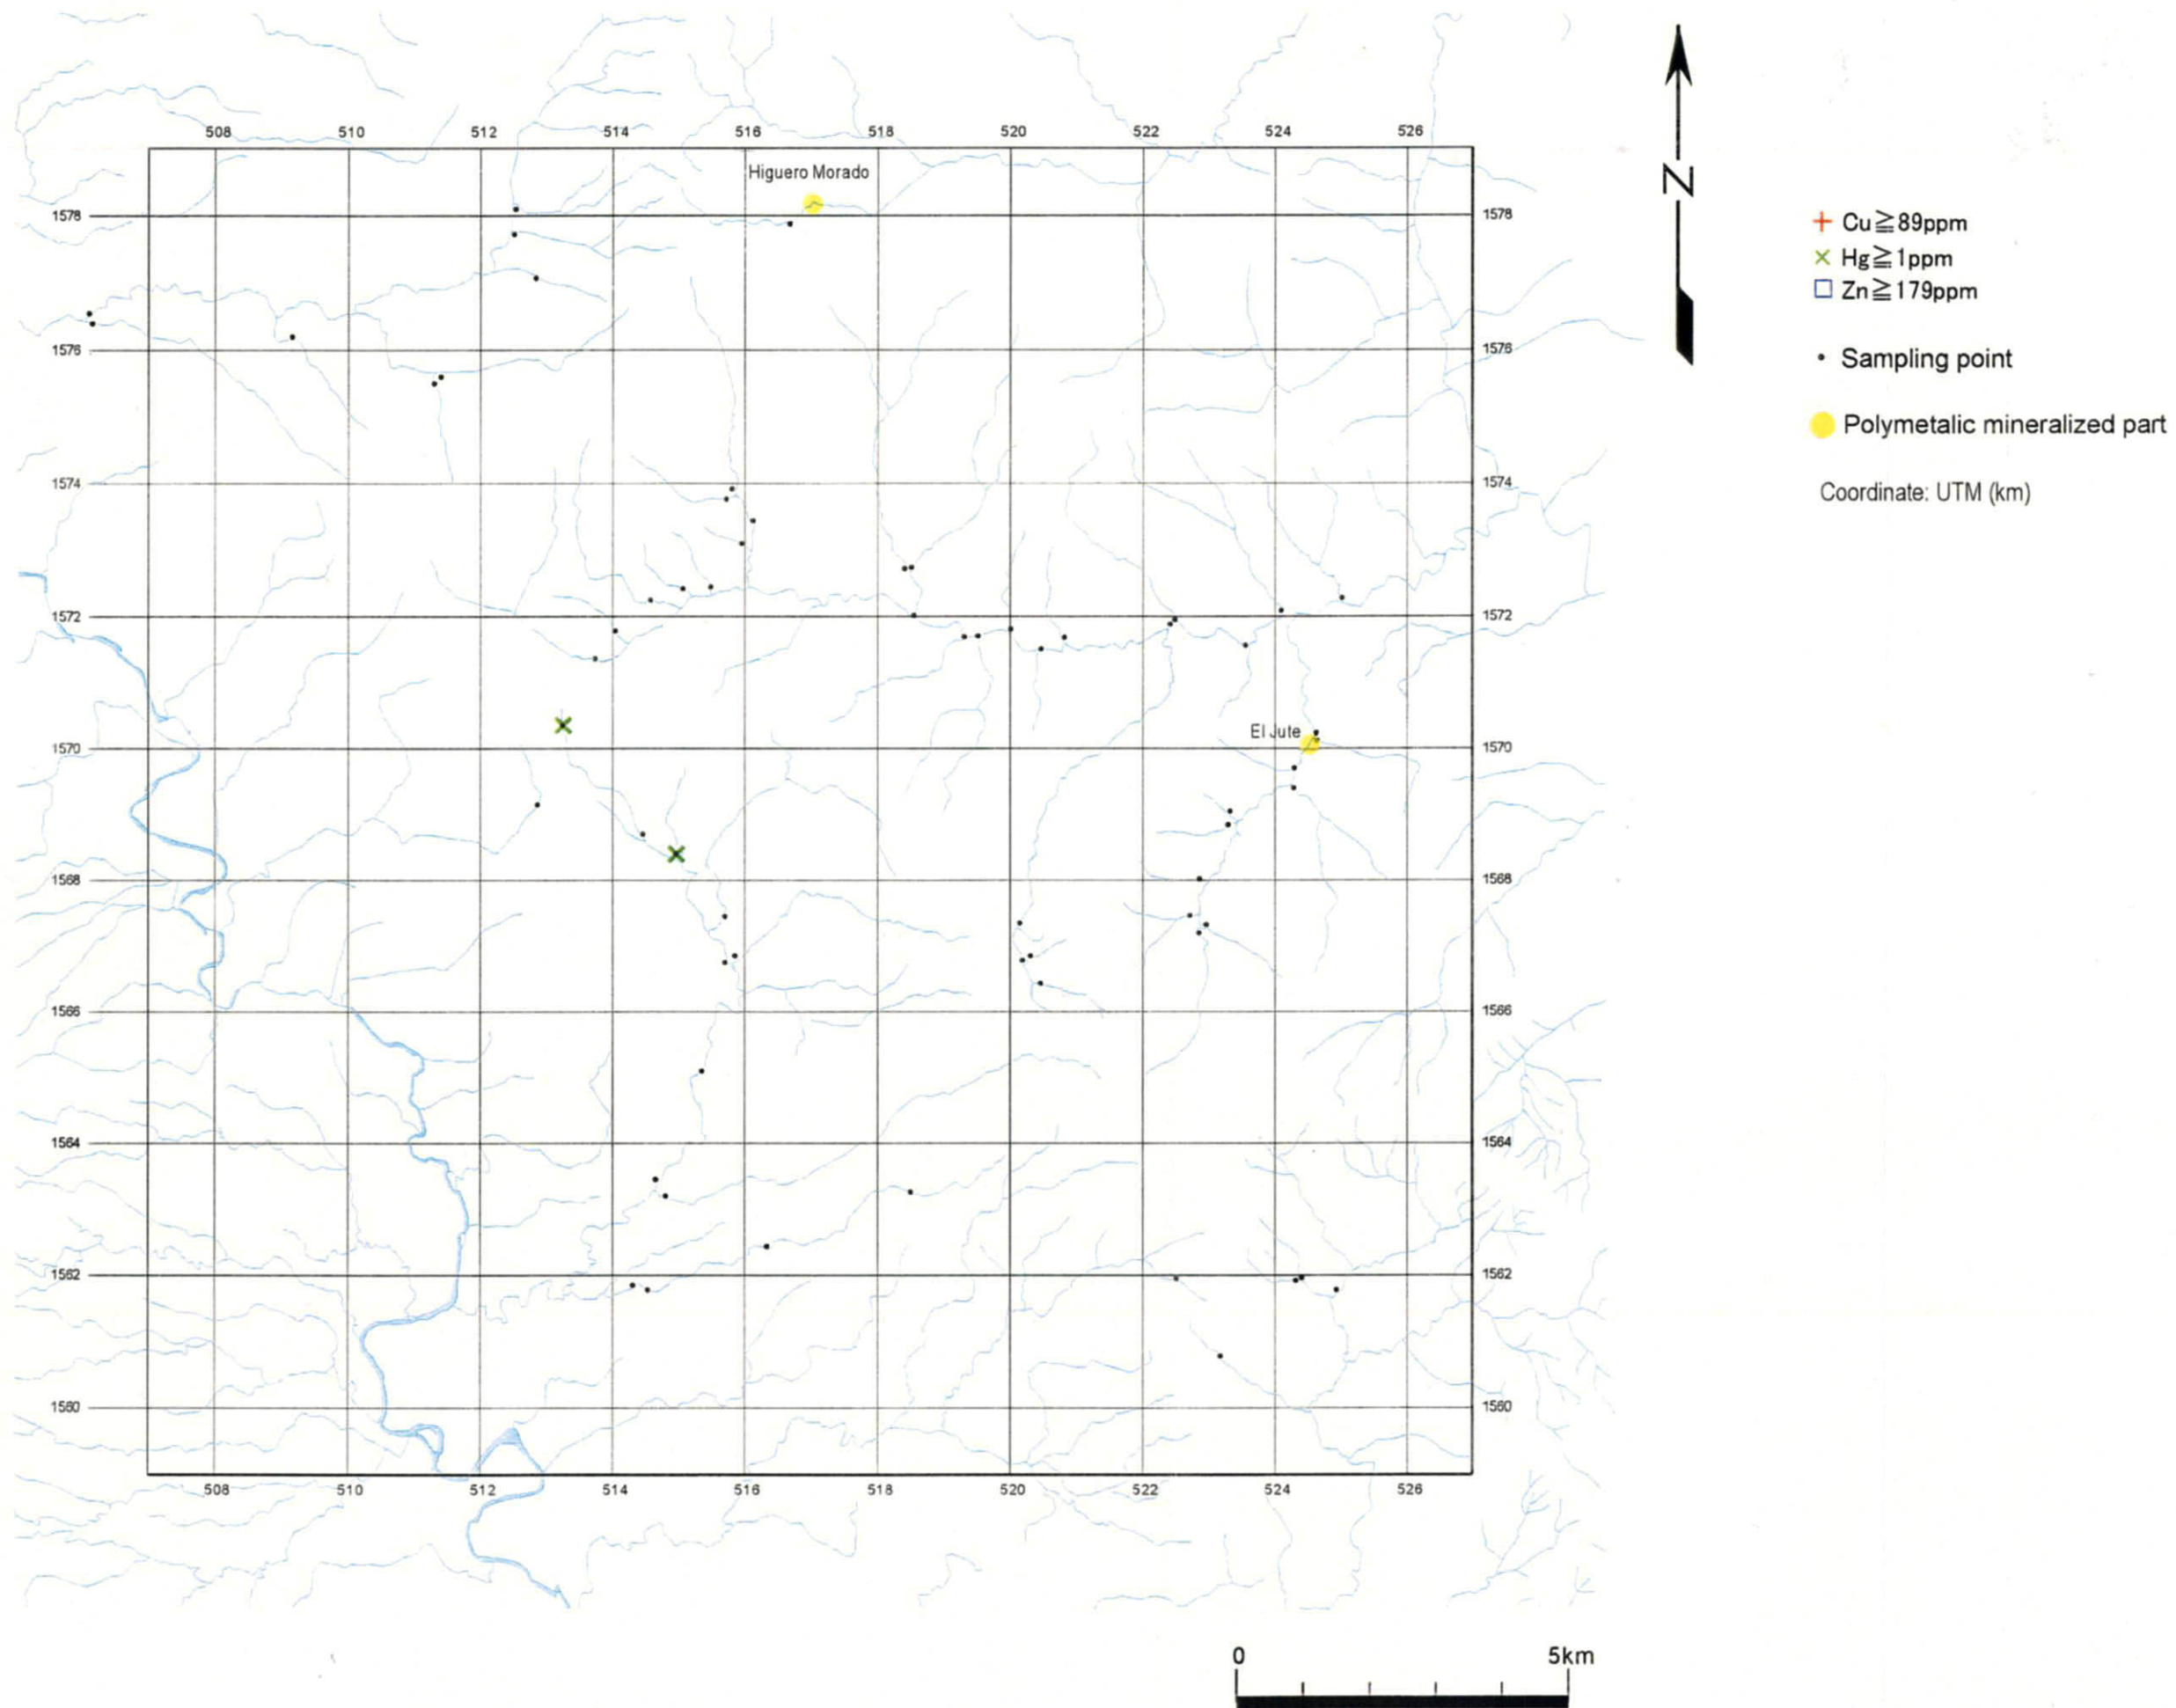 508 510 512 514 516 518 520 522 524 526
Higuero Morado
1578 1578
1576 1576
1574 1574
1572 1572
El Jute
1570 1570
1568 1568
1566 1566
1564 1564
1562 1562
1560 1560
508 510 512 514 516 518 520 522 524 526
N
Cu≧89ppm
Hg≧1ppm
Zn≧179ppm
Sampling point
Polymetalic mineralized part
Coordinate: UTM (km)
0 5km